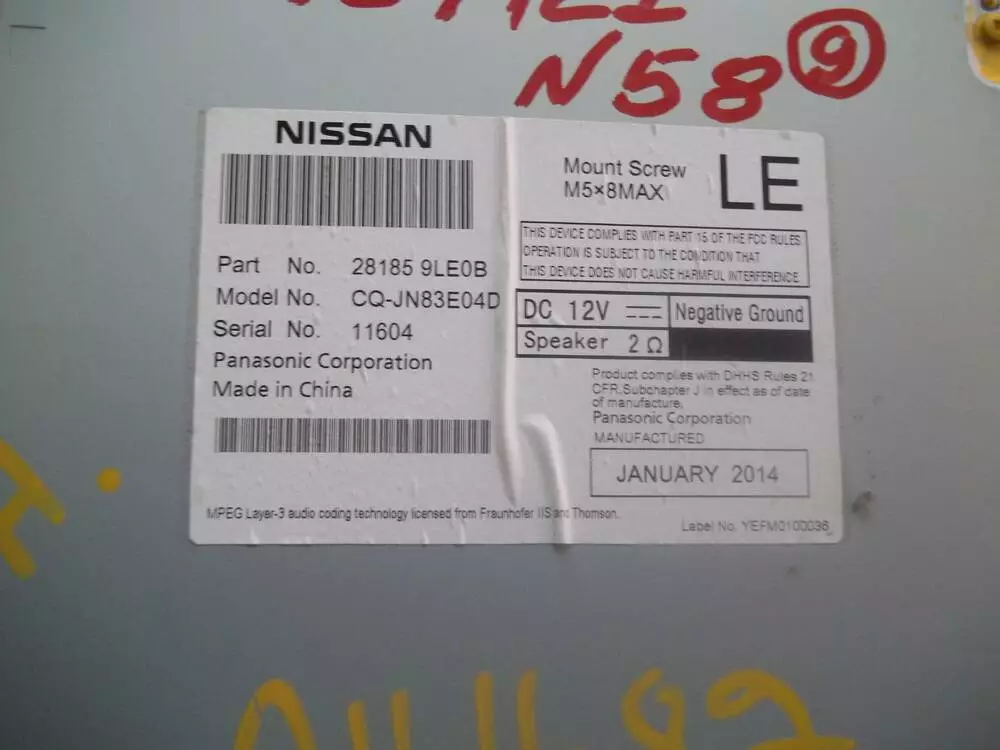 N58 9
NISSAN
Mount Screw
M5×8MAX
LE
THIS DEVICE COMPLIES WITH PART 15 OF THE FCC RULES
OPERATION IS SUBJECT TO THE CONDITION THAT
THIS DEVICE DOES NOT CAUSE HARMFUL INTERFERENCE.
Part No. 28185 9LE0B
Model No. CQ-JN83E04D
Serial No. 11604
Panasonic Corporation
Made in China
DC 12V
Negative Ground
Speaker 2Ω
Product complies with DHHS Rules 21
CFR,Subchapter J in effect as of date
of manufacture,
Panasonic Corporation
MANUFACTURED
JANUARY 2014
MPEG Layer-3 audio coding technology licensed from Fraunhofer IIS and Thomson.
Label No. YEFM0100036